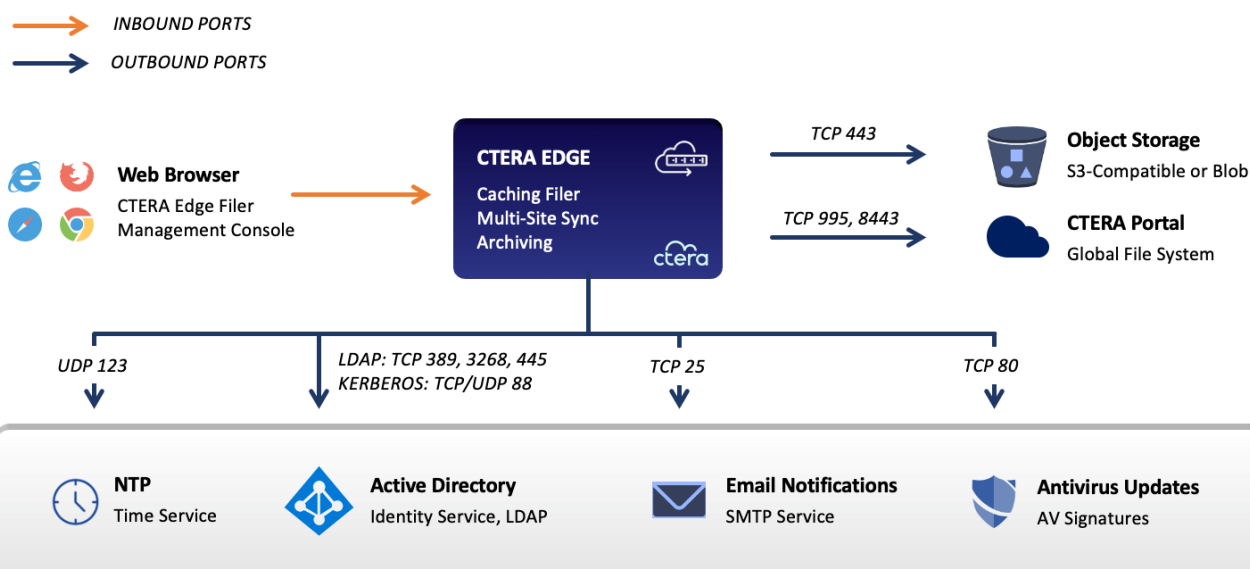 INBOUND PORTS
OUTBOUND PORTS
Web Browser
CTERA Edge Filer
Management Console
CTERA EDGE
Caching Filer
Multi-Site Sync
Archiving
ctera
TCP 443
Object Storage
S3-Compatible or Blob
TCP 995, 8443
CTERA Portal
Global File System
UDP 123
LDAP: TCP 389, 3268, 445
KERBEROS: TCP/UDP 88
TCP 25
TCP 80
NTP
Time Service
Active Directory
Identity Service, LDAP
Email Notifications
SMTP Service
Antivirus Updates
AV Signatures